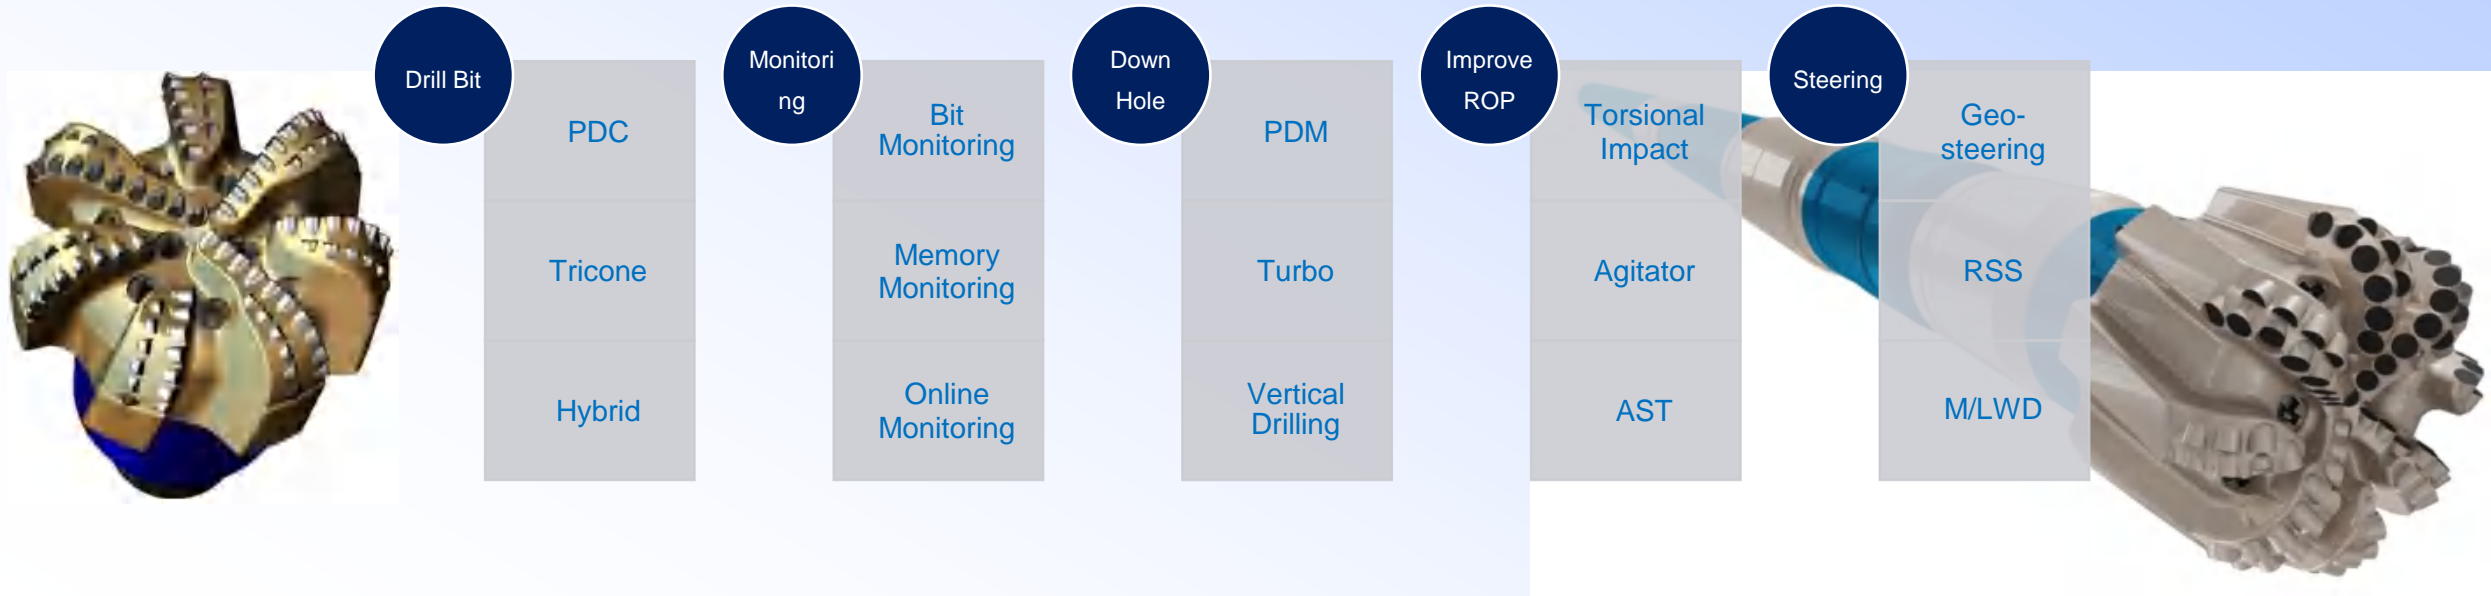 Drill Bit
PDC
Tricone
Hybrid
Monitori
ng
Bit
Monitoring
Memory
Monitoring
Online
Monitoring
Down
Hole
PDM
Turbo
Vertical
Drilling
Improve
ROP
Torsional
Impact
Agitator
AST
Steering
Geo-
steering
RSS
M/LWD